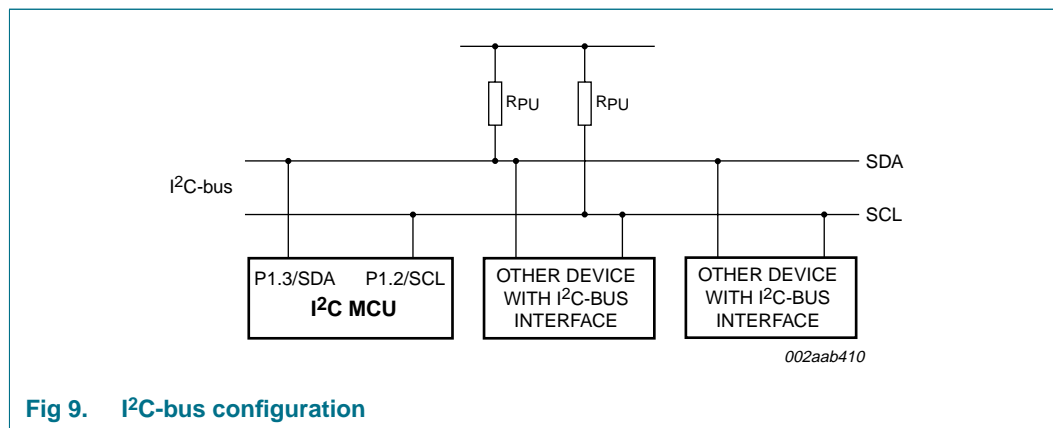 RPU
RPU
SDA
I2C-bus
SCL
P1.3/SDA P1.2/SCL
I2C MCU
OTHER DEVICE
WITH I2C-BUS
INTERFACE
OTHER DEVICE
WITH I2C-BUS
INTERFACE
002aab410
Fig 9. I2C-bus configuration